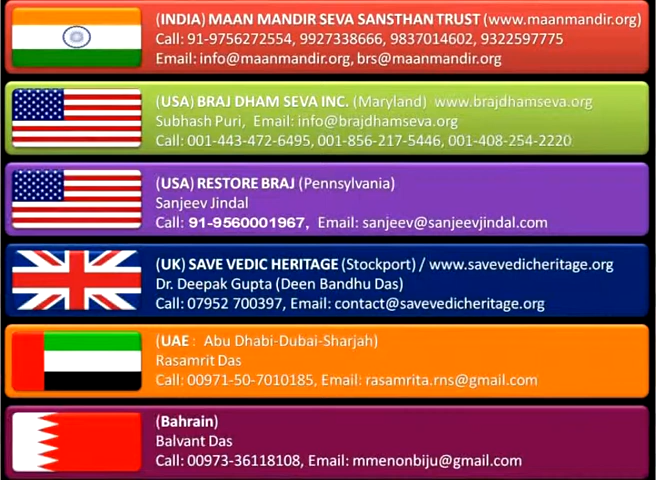 (INDIA) MAAN MANDIR SEVA SANSTHAN TRUST (www.maanmandir.org)
Call: 91-9756272554, 9927338666, 9837014602, 9322597775
Email: info@maanmandir.org, brs@maanmandir.org
(USA) BRAJ DHAM SEVA INC. (Maryland) www.brajdhamseva.org
Subhash Puri, Email: info@brajdhamseva.org
Call: 001-443-472-6495, 001-856-217-5446, 001-408-254-2220
(USA) RESTORE BRAJ (Pennsylvania)
Sanjeev Jindal
Call: 91-9560001967, Email: sanjeev@sanjeevjindal.com
(UK) SAVE VEDIC HERITAGE (Stockport) / www.savevedicheritage.org
Dr. Deepak Gupta (Deen Bandhu Das)
Call: 07952 700397, Email: contact@savevedicheritage.org
(UAE : Abu Dhabi-Dubai-Sharjah)
Rasamrit Das
Call: 00971-50-7010185, Email: rasamrita.rns@gmail.com
(Bahrain)
Balvant Das
Call: 00973-36118108, Email: mmenonbiju@gmail.com